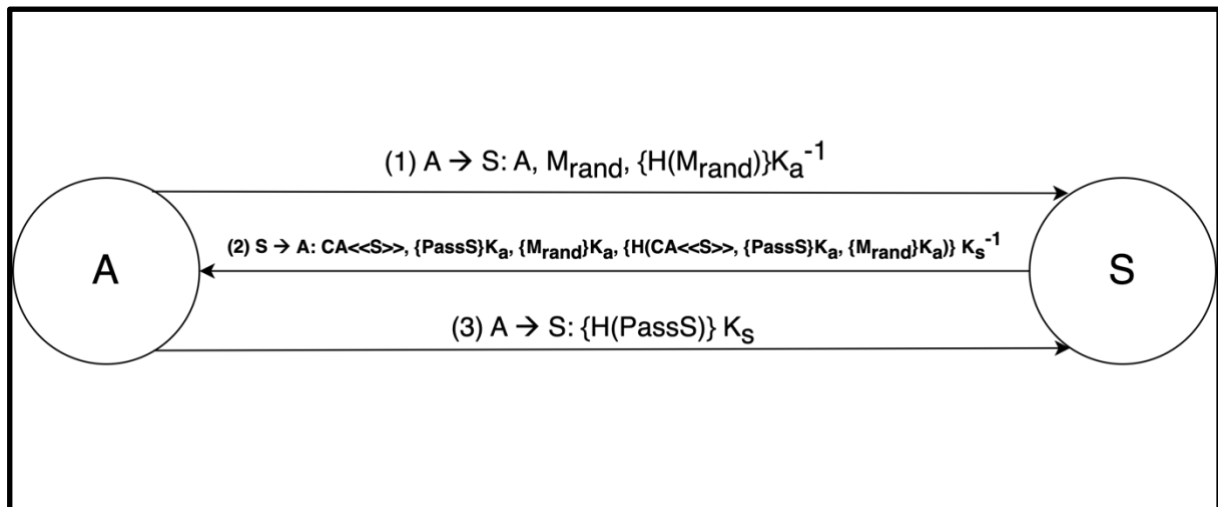 (1) A → S: A, Mrand, {H(Mrand)}Ka-1
(2) S → A: CA<<S>>, {PassS}Ka, {Mrand}Ka, {H(CA<<S>>, {PassS}Ka, {Mrand}Ka)} Ks-1
A
S
(3) A → S: {H(PassS)} Ks